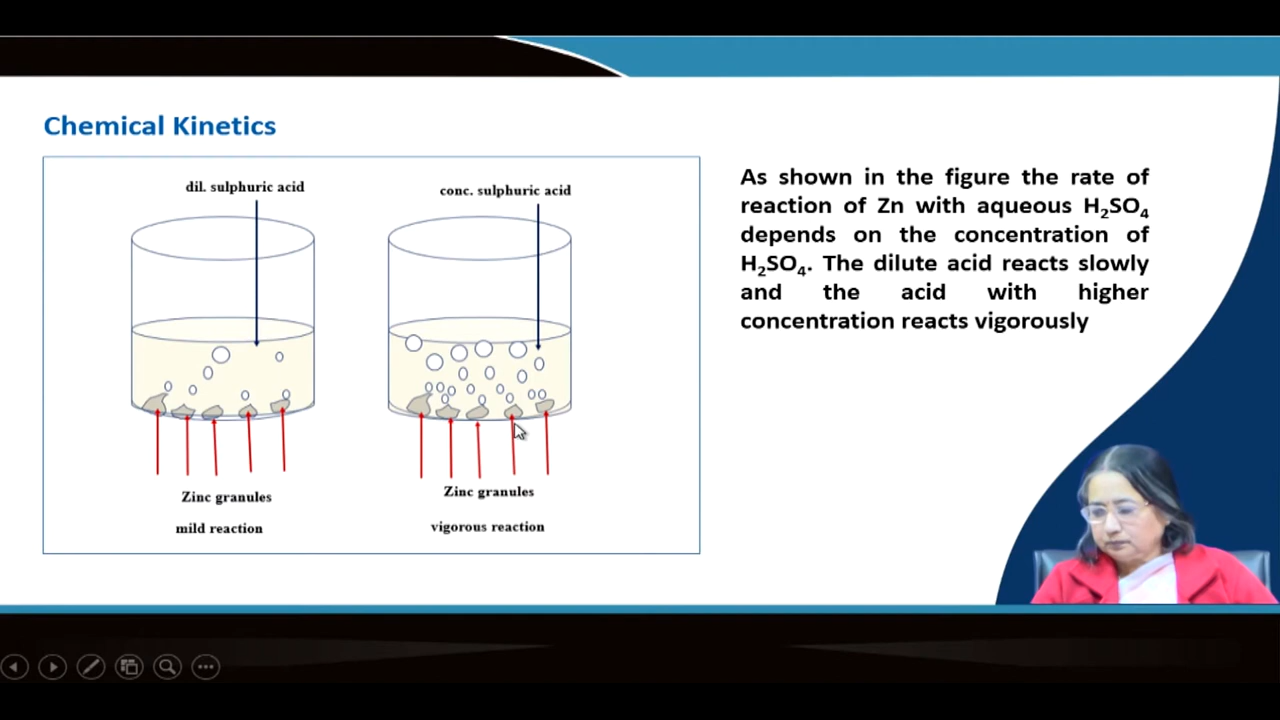 Chemical Kinetics
dil. sulphuric acid
conc. sulphuric acid
Zinc granules
mild reaction
Zinc granules
vigorous reaction
As shown in the figure the rate of
reaction of Zn with aqueous H₂SO₄
depends on the concentration of
H₂SO₄. The dilute acid reacts slowly
and the acid with higher
concentration reacts vigorously